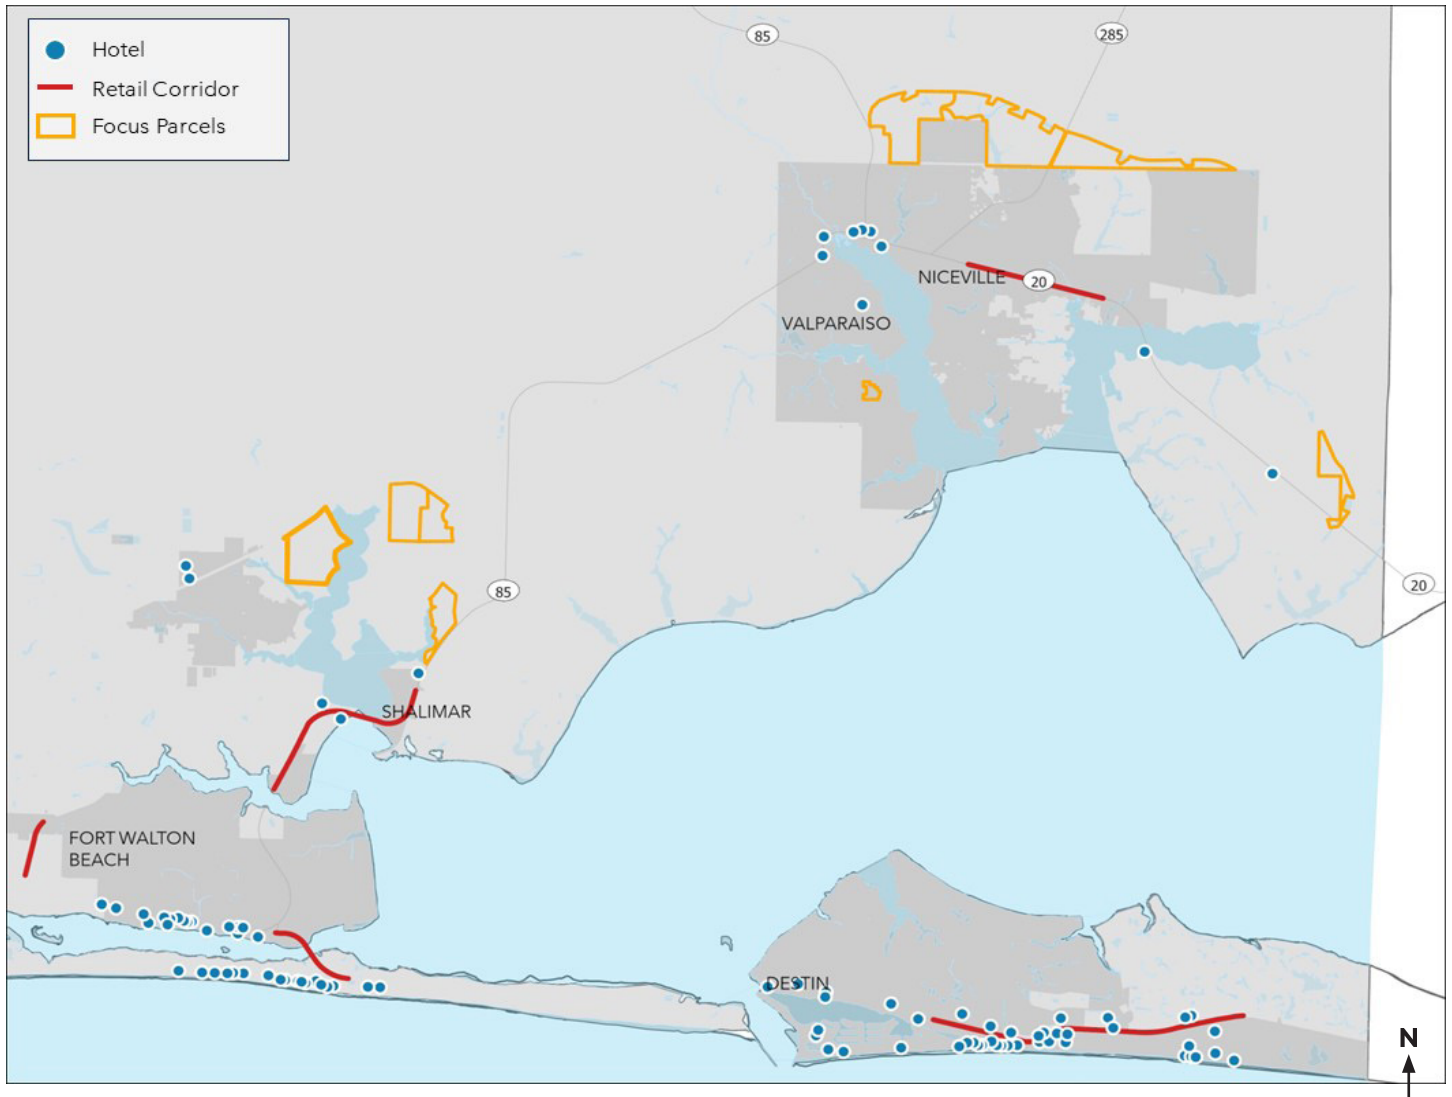 Hotel
Retail Corridor
Focus Parcels
85
285
NICEVILLE
20
VALPARAISO
85
20
SHALIMAR
FORT WALTON
BEACH
DESTIN
N